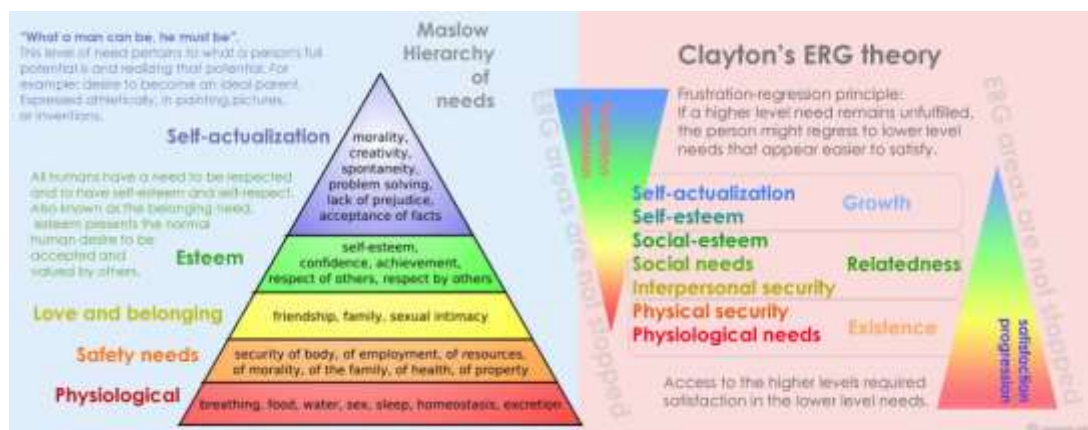 "What a man can be, he must be".
This level of need pertains to what a person's full
potential is and realizing that potential. For
example: desire to become an ideal parent.
Expressed athletically, in painting, pictures,
or inventions.
Maslow
Hierarchy
of
needs
Self-actualization
morality,
creativity,
spontaneity,
problem solving,
lack of prejudice,
acceptance of facts
All humans have a need to be respected
and to have self-esteem and self-respect.
Also known as the belonging need,
esteem presents the normal
human desire to be
accepted and
valued by others.
Esteem
self-esteem,
confidence, achievement,
respect of others, respect by others
Love and belonging
friendship, family, sexual intimacy
Safety needs
security of body, of employment, of resources,
of morality, of the family, of health, of property
Physiological
breathing, food, water, sex, sleep, homeostasis, excretion
Clayton's ERG theory
Frustration-regression principle:
If a higher level need remains unfulfilled,
the person might regress to lower level
needs that appear easier to satisfy.
ERG areas are not stopped
Self-actualization
Self-esteem
Growth
Social-esteem
Social needs
Interpersonal security
Relatedness
Physical security
Physiological needs
Existence
Access to the higher levels required
satisfaction in the lower level needs.
satisfaction
progression
ERG areas are not stopped